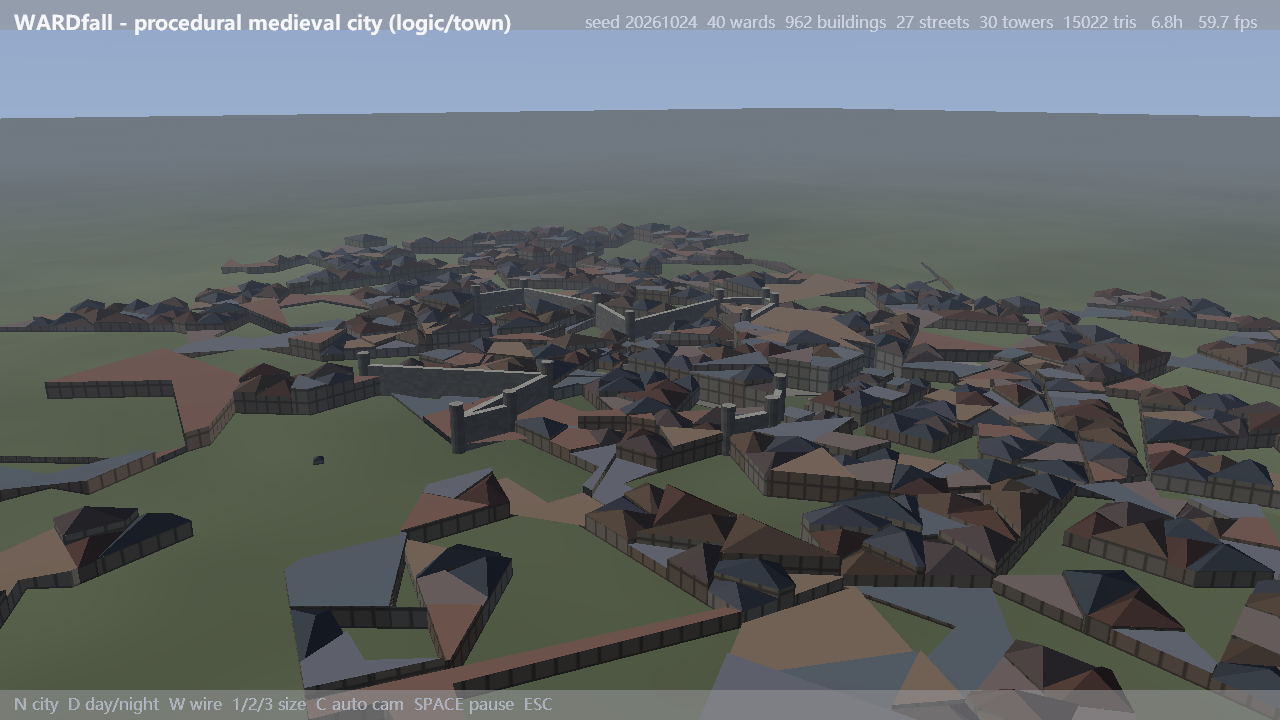 WARDfall - procedural medieval city (logic/town)
seed 20261024 40 wards 962 buildings 27 streets 30 towers 15022 tris 6.8h 59.7 fps
N city D day/night W wire 1/2/3 size C auto cam SPACE pause ESC